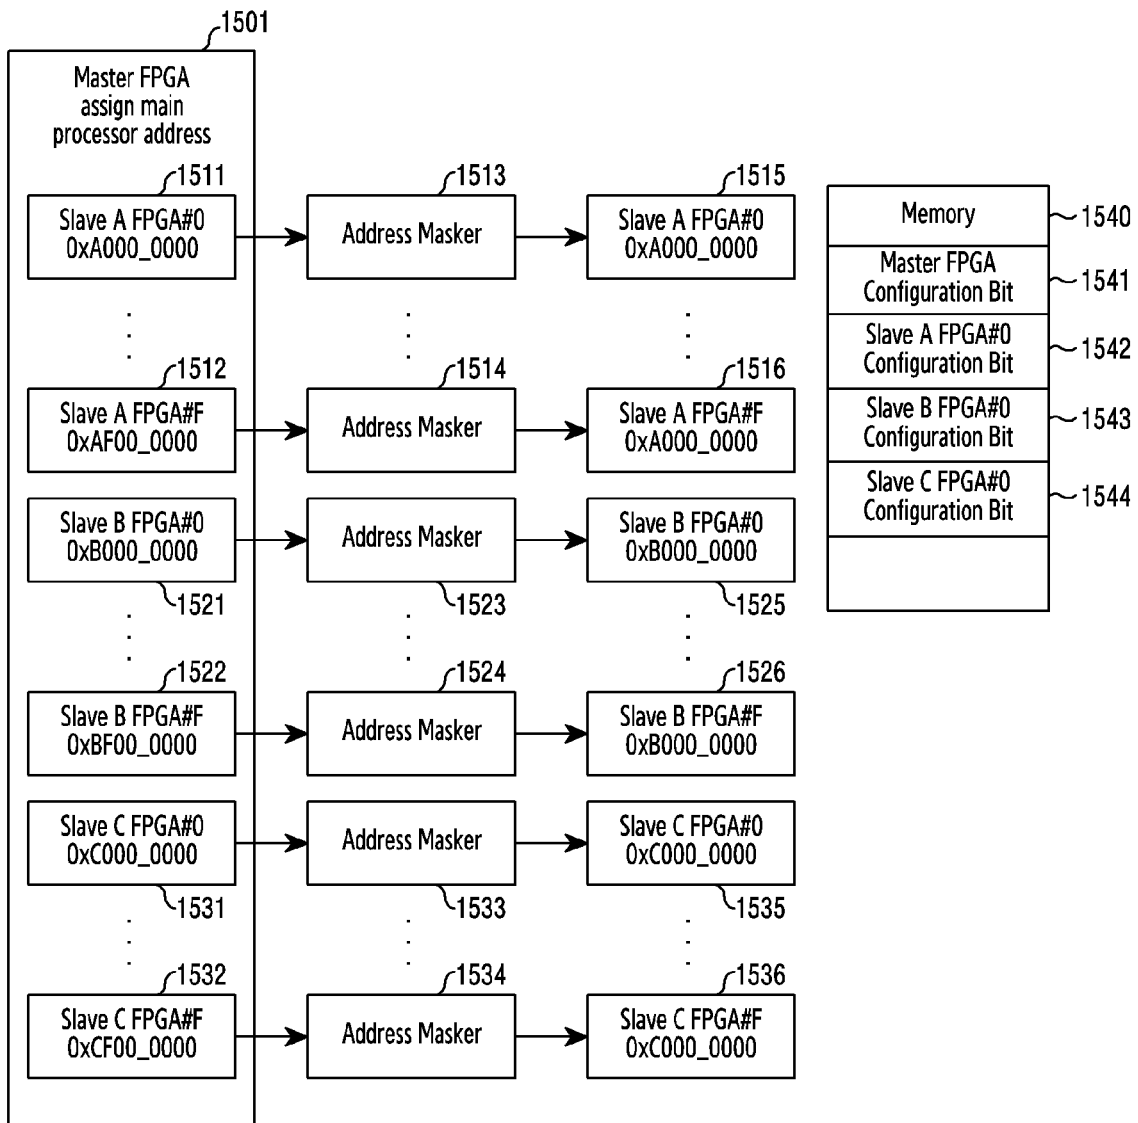 1501
Master FPGA
assign main
processor address
1511
1513
1515
Slave A FPGA#0
0xA000_0000
Address Masker
Slave A FPGA#0
0xA000_0000
1512
1514
1516
Slave A FPGA#F
0xAF00_0000
Address Masker
Slave A FPGA#F
0xA000_0000
Slave B FPGA#0
0xB000_0000
Address Masker
Slave B FPGA#0
0xB000_0000
1521
1523
1525
1522
1524
1526
Slave B FPGA#F
0xBF00_0000
Address Masker
Slave B FPGA#F
0xB000_0000
Slave C FPGA#0
0xC000_0000
Address Masker
Slave C FPGA#0
0xC000_0000
1531
1533
1535
1532
1534
1536
Slave C FPGA#F
0xCF00_0000
Address Masker
Slave C FPGA#F
0xC000_0000
Memory
1540
Master FPGA
Configuration Bit
1541
Slave A FPGA#0
Configuration Bit
1542
Slave B FPGA#0
Configuration Bit
1543
Slave C FPGA#0
Configuration Bit
1544